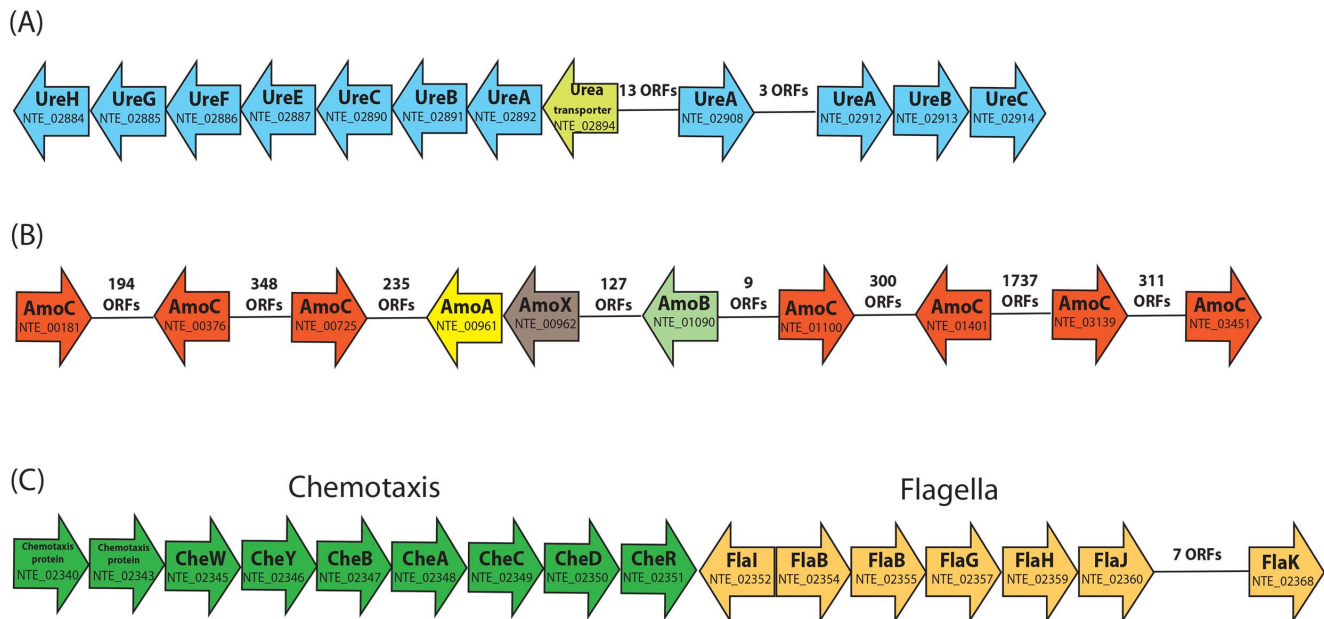 (A)
UreH
NTE_02884
UreG
NTE_02885
UreF
NTE_02886
UreE
NTE_02887
UreC
NTE_02890
UreB
NTE_02891
UreA
NTE_02892
Urea
transporter
NTE_02894
13 ORFs
UreA
NTE_02908
3 ORFs
UreA
NTE_02912
UreB
NTE_02913
UreC
NTE_02914
(B)
AmoC
NTE_00181
194
ORFs
AmoC
NTE_00376
348
ORFs
AmoC
NTE_00725
235
ORFs
AmoA
NTE_00961
AmoX
NTE_00962
127
ORFs
AmoB
NTE_01090
9
ORFs
AmoC
NTE_01100
300
ORFs
AmoC
NTE_01401
1737
ORFs
AmoC
NTE_03139
311
ORFs
AmoC
NTE_03451
(C)
Chemotaxis
Flagella
Chemotaxis
protein
NTE_02340
Chemotaxis
protein
NTE_02343
CheW
NTE_02345
CheY
NTE_02346
CheB
NTE_02347
CheA
NTE_02348
CheC
NTE_02349
CheD
NTE_02350
CheR
NTE_02351
FlaI
NTE_02352
FlaB
NTE_02354
FlaB
NTE_02355
FlaG
NTE_02357
FlaH
NTE_02359
FlaJ
NTE_02360
7 ORFs
FlaK
NTE_02368